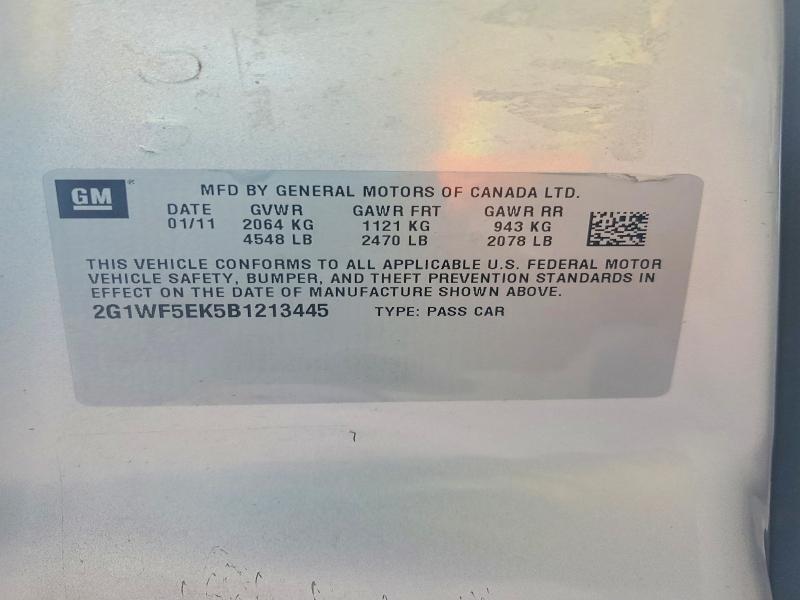 GM
MFD BY GENERAL MOTORS OF CANADA LTD.
DATE GVWR GAWR FRT GAWR RR
01/11 2064 KG 1121 KG 943 KG
4548 LB 2470 LB 2078 LB
THIS VEHICLE CONFORMS TO ALL APPLICABLE U.S. FEDERAL MOTOR
VEHICLE SAFETY, BUMPER, AND THEFT PREVENTION STANDARDS IN
EFFECT ON THE DATE OF MANUFACTURE SHOWN ABOVE.
2G1WF5EK5B1213445 TYPE: PASS CAR